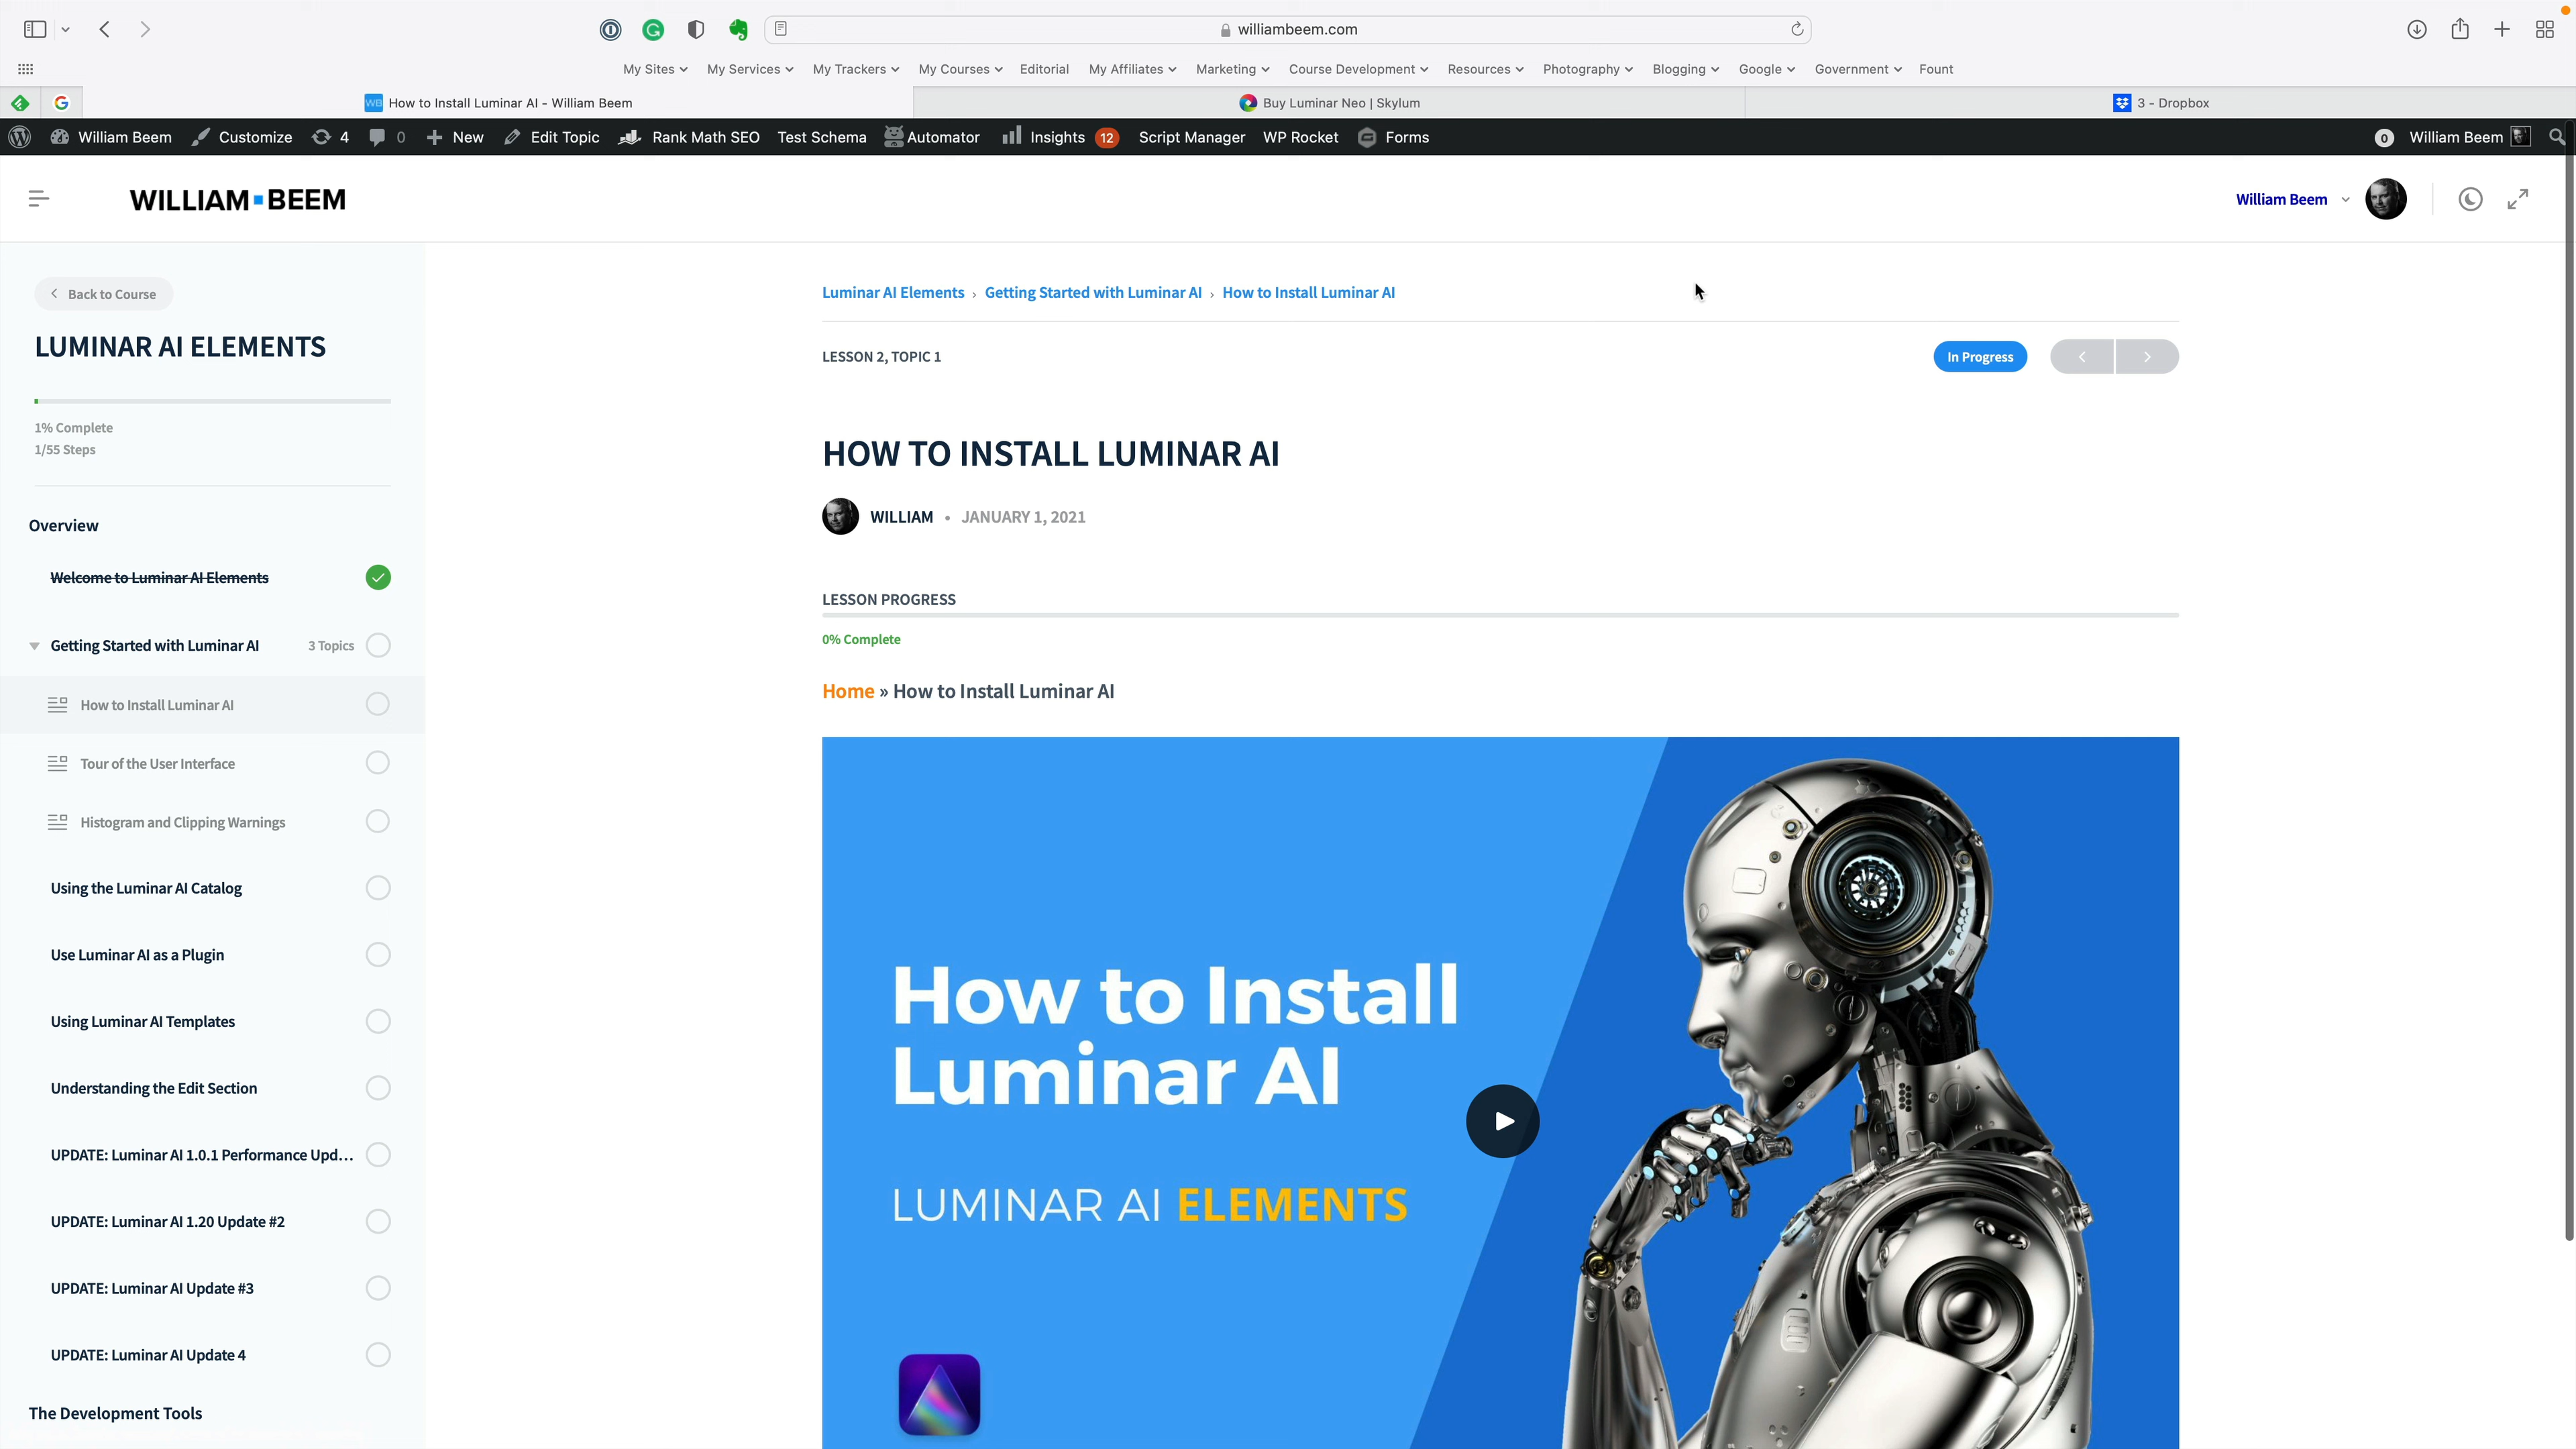 williambeem.com
My Sites My Services My Trackers My Courses Editorial My Affiliates Marketing Course Development Resources Photography Blogging Google Government Fount
WB How to Install Luminar AI - William Beem
Buy Luminar Neo | Skylum
3 - Dropbox
William Beem Customize 4 0 New Edit Topic Rank Math SEO Test Schema Automator Insights 12 Script Manager WP Rocket Forms 0 William Beem
WILLIAM BEEM
William Beem
Back to Course
LUMINAR AI ELEMENTS
1% Complete
1/55 Steps
Overview
Welcome to Luminar AI Elements
Getting Started with Luminar AI 3 Topics
How to Install Luminar AI
Tour of the User Interface
Histogram and Clipping Warnings
Using the Luminar AI Catalog
Use Luminar AI as a Plugin
Using Luminar AI Templates
Understanding the Edit Section
UPDATE: Luminar AI 1.0.1 Performance Upd...
UPDATE: Luminar AI 1.20 Update #2
UPDATE: Luminar AI Update #3
UPDATE: Luminar AI Update 4
The Development Tools
Luminar AI Elements › Getting Started with Luminar AI › How to Install Luminar AI
LESSON 2, TOPIC 1
In Progress
HOW TO INSTALL LUMINAR AI
WILLIAM • JANUARY 1, 2021
LESSON PROGRESS
0% Complete
Home » How to Install Luminar AI
How to Install
Luminar AI
LUMINAR AI ELEMENTS